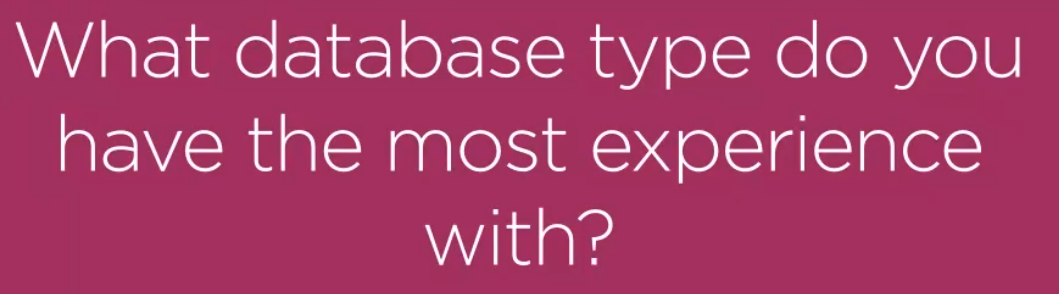 What database type do you
have the most experience
with?